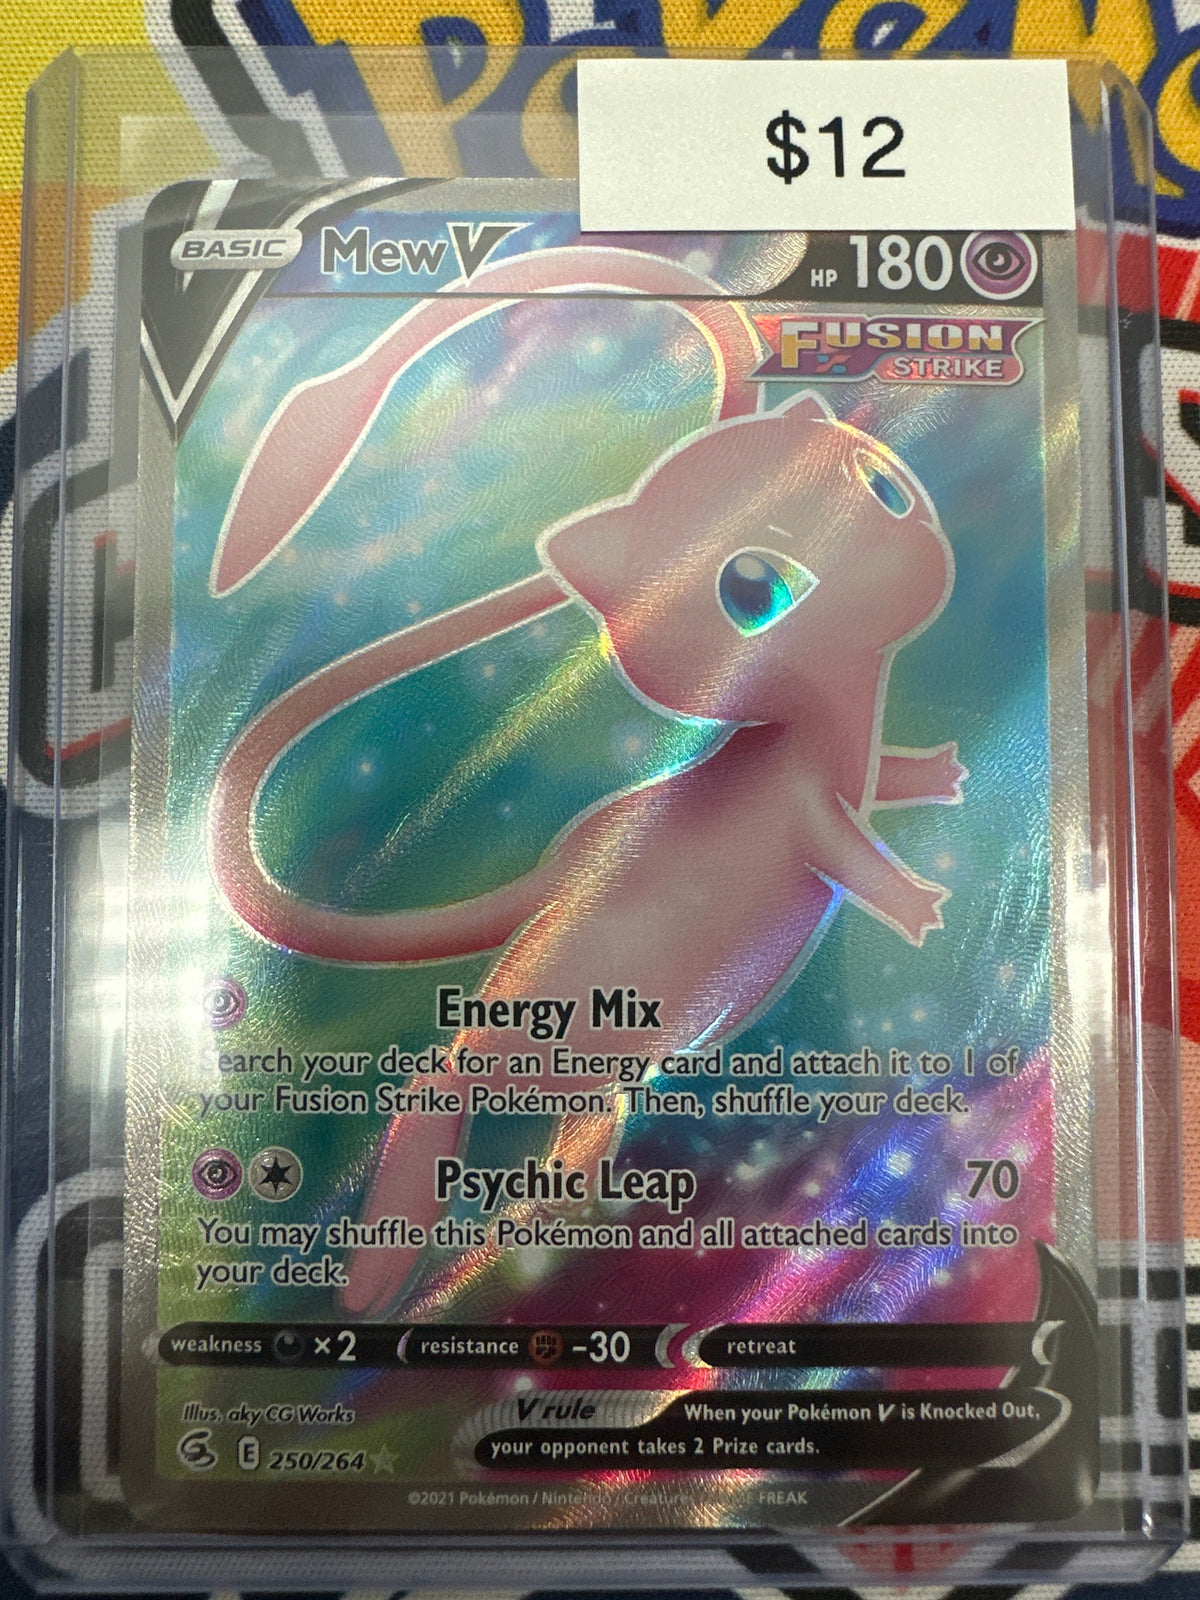 Pokémon
$12
BASIC Mew V HP 180
FUSION
STRIKE
Energy Mix
Search your deck for an Energy card and attach it to 1 of
your Fusion Strike Pokémon. Then, shuffle your deck.
Psychic Leap 70
You may shuffle this Pokémon and all attached cards into
your deck.
weakness ×2 resistance -30 retreat
Illus. aky CG Works
V rule When your Pokémon V is Knocked Out,
your opponent takes 2 Prize cards.
E 250/264
©2021 Pokémon / Nintendo / Creatures / GAME FREAK